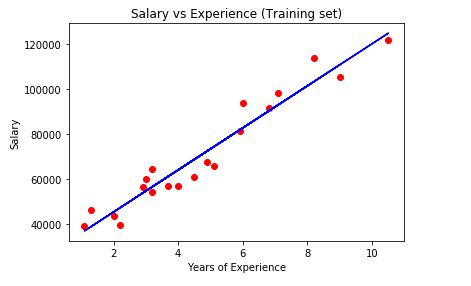 Salary vs Experience (Training set)
120000
100000
80000
60000
40000
Salary
2 4 6 8 10
Years of Experience